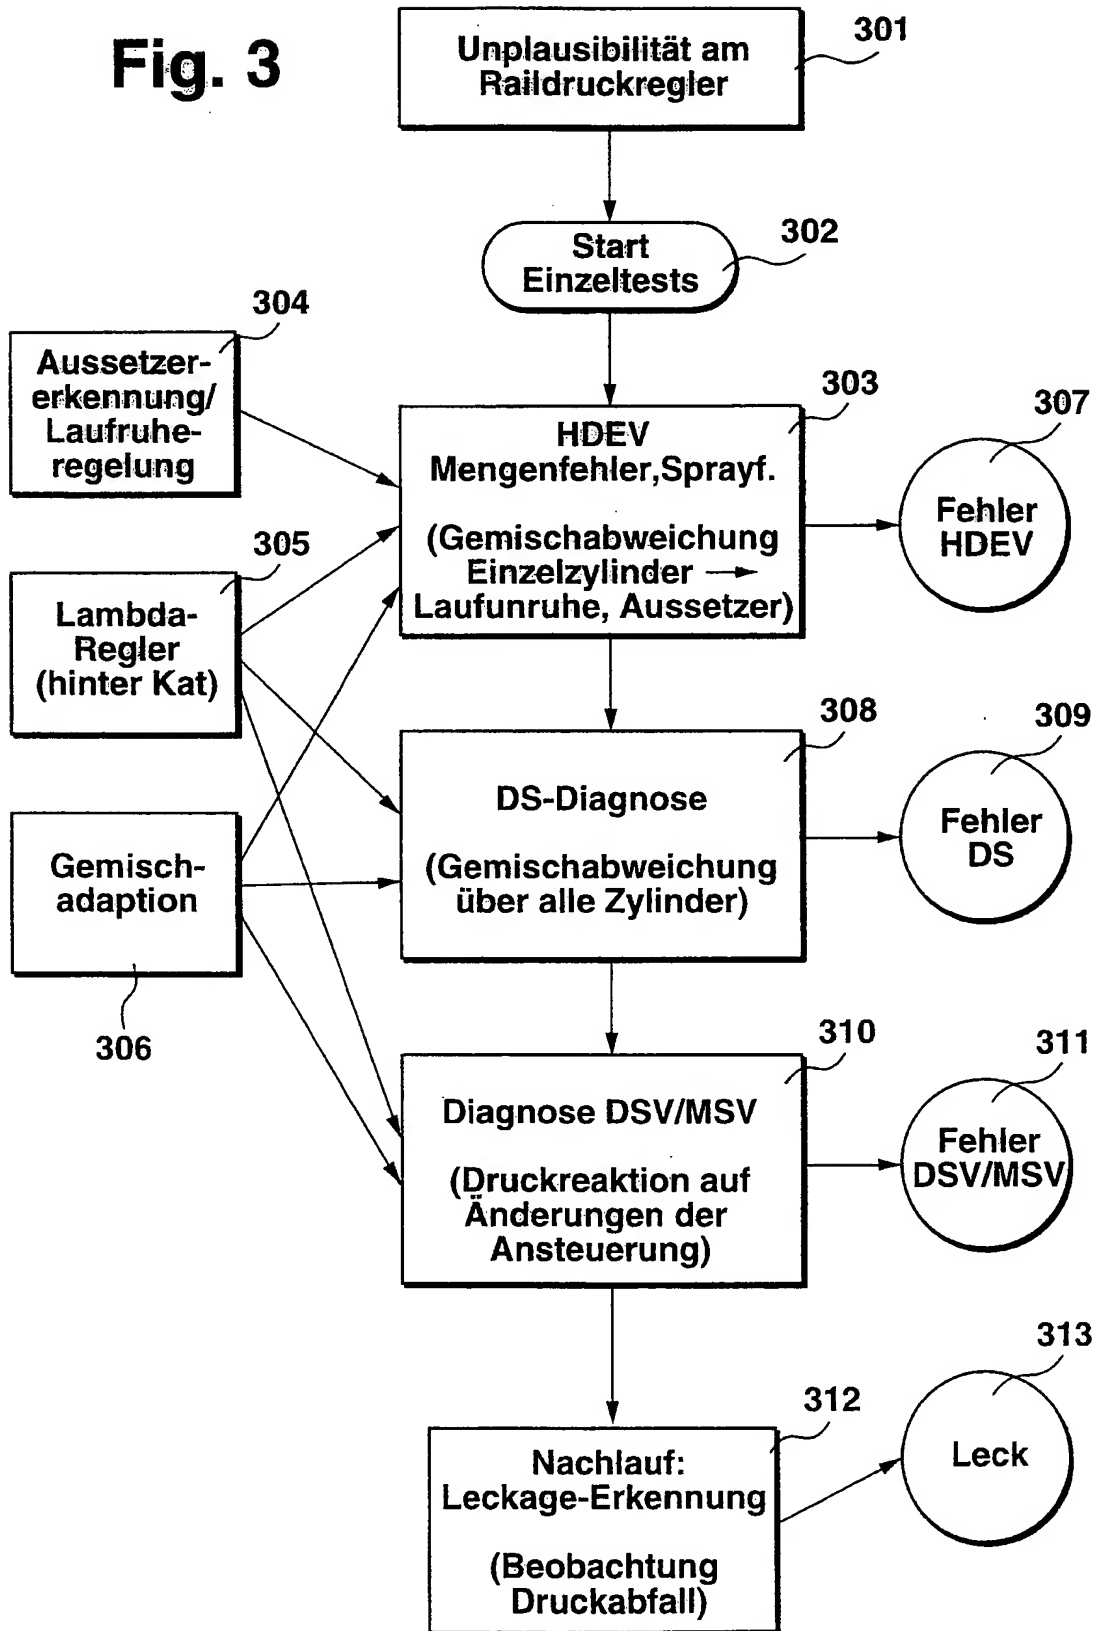 Fig. 3
Unplausibilität am
Raildruckregler
301
Start
Einzeltests
302
304
Aussetzer-
erkennung/
Laufruhe-
regelung
303
HDEV
Mengenfehler,Sprayf.
(Gemischabweichung
Einzelzylinder →
Laufunruhe, Aussetzer)
307
Fehler
HDEV
305
Lambda-
Regler
(hinter Kat)
308
DS-Diagnose
(Gemischabweichung
über alle Zylinder)
309
Fehler
DS
Gemisch-
adaption
306
310
Diagnose DSV/MSV
(Druckreaktion auf
Änderungen der
Ansteuerung)
311
Fehler
DSV/MSV
312
Nachlauf:
Leckage-Erkennung
(Beobachtung
Druckabfall)
313
Leck